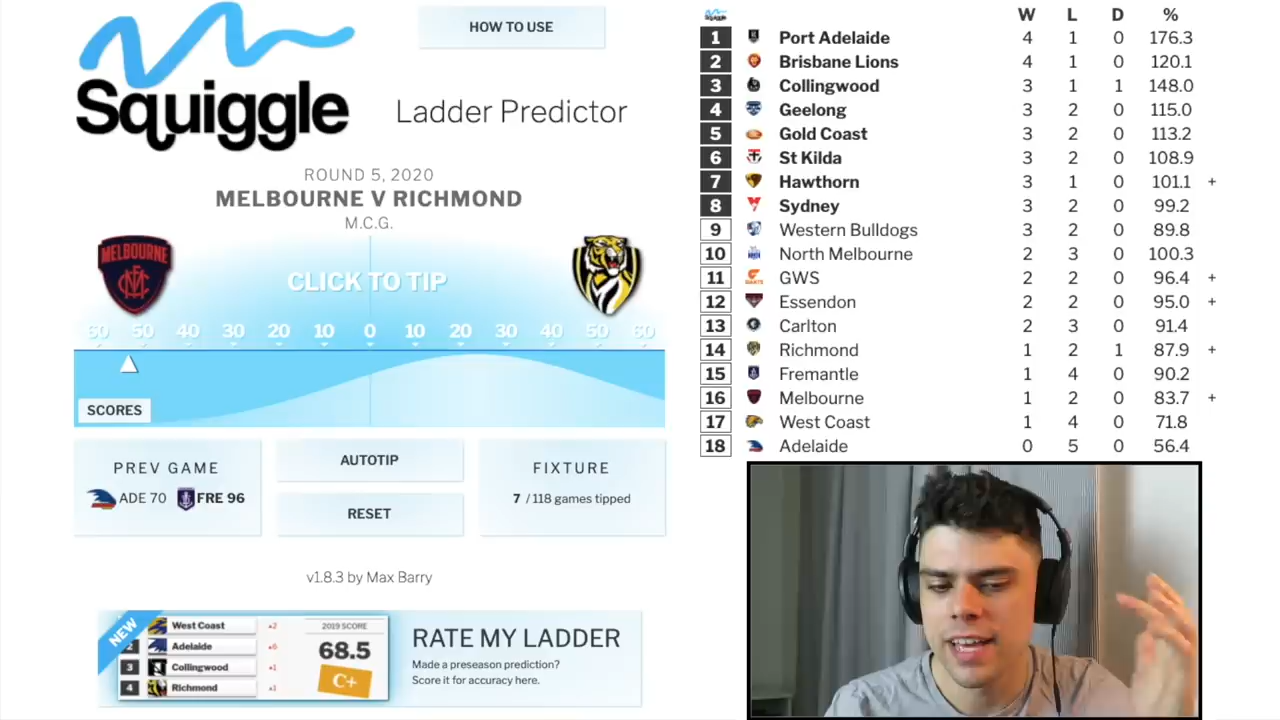 Squiggle
Ladder Predictor
HOW TO USE
ROUND 5, 2020
MELBOURNE V RICHMOND
M.C.G.
MELBOURNE
CLICK TO TIP
60 50 40 30 20 10 0 10 20 30 40 50 60
SCORES
PREV GAME
ADE 70 FRE 96
AUTOTIP
RESET
FIXTURE
7 / 118 games tipped
v1.8.3 by Max Barry
NEW
West Coast 2
2 Adelaide 6
3 Collingwood 1
4 Richmond 1
2019 SCORE
68.5
C+
RATE MY LADDER
Made a preseason prediction?
Score it for accuracy here.
Squiggle W L D %
1 Port Adelaide 4 1 0 176.3
2 Brisbane Lions 4 1 0 120.1
3 Collingwood 3 1 1 148.0
4 Geelong 3 2 0 115.0
5 Gold Coast 3 2 0 113.2
6 St Kilda 3 2 0 108.9
7 Hawthorn 3 1 0 101.1 +
8 Sydney 3 2 0 99.2
9 Western Bulldogs 3 2 0 89.8
10 North Melbourne 2 3 0 100.3
11 GWS 2 2 0 96.4 +
12 Essendon 2 2 0 95.0 +
13 Carlton 2 3 0 91.4
14 Richmond 1 2 1 87.9 +
15 Fremantle 1 4 0 90.2
16 Melbourne 1 2 0 83.7 +
17 West Coast 1 4 0 71.8
18 Adelaide 0 5 0 56.4